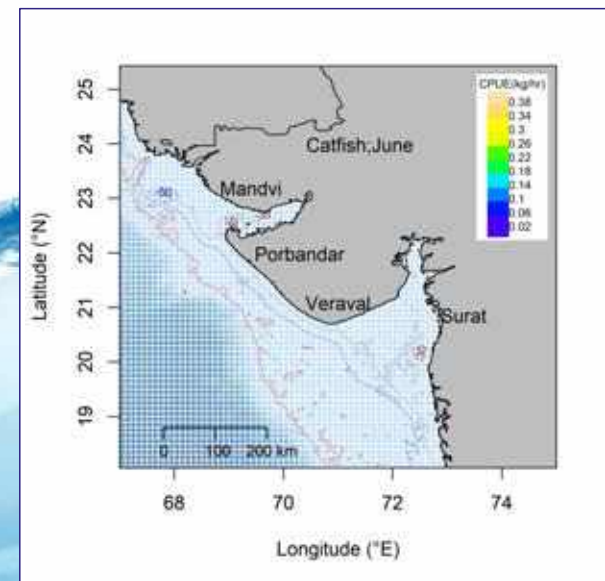 CPUE(kg/hr)
0.38
0.34
0.3
0.26
0.22
0.18
0.14
0.1
0.06
0.02
Catfish;June
Mandvi
Porbandar
Veraval
Surat
-50
0 100 200 km
Latitude (°N)
25
24
23
22
21
20
19
68 70 72 74
Longitude (°E)